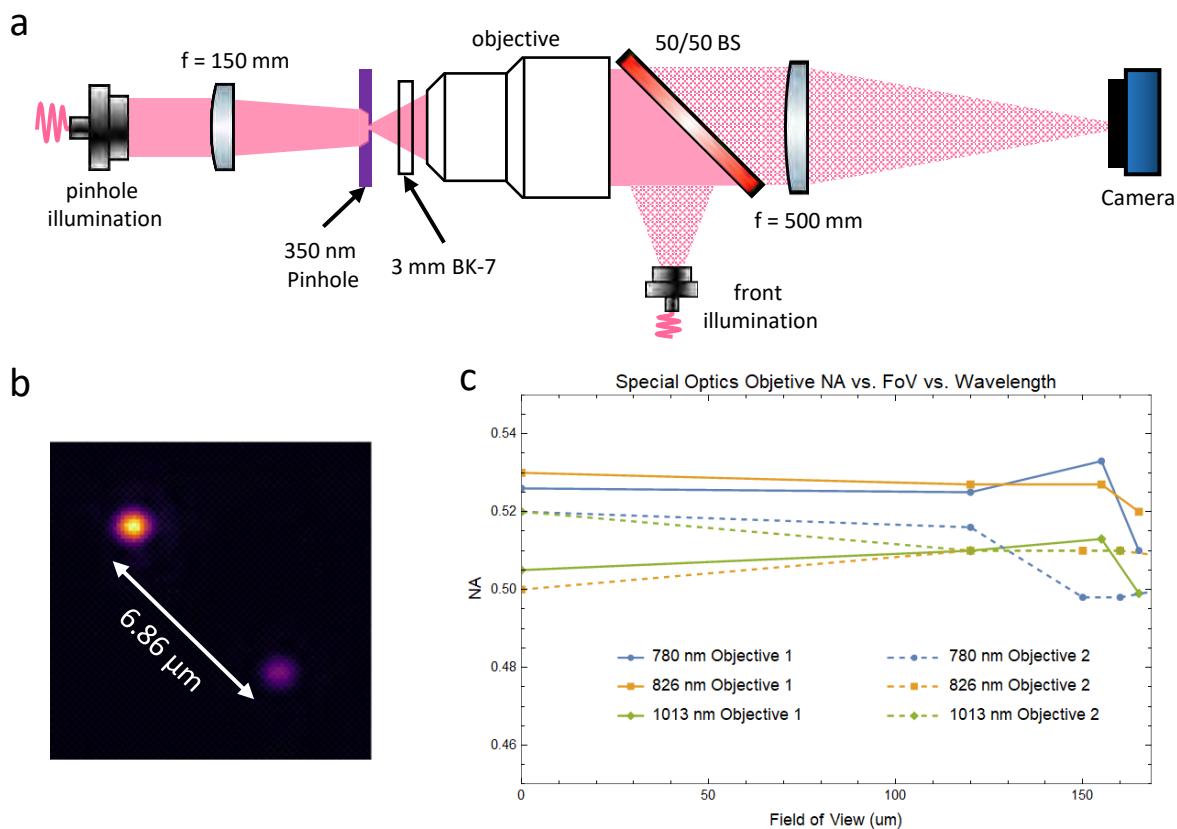 a
objective
50/50 BS
f = 150 mm
pinhole
illumination
350 nm
Pinhole
3 mm BK-7
f = 500 mm
front
illumination
Camera
b
6.86 μm
c
Special Optics Objetive NA vs. FoV vs. Wavelength
NA
0.54
0.52
0.50
0.48
0.46
780 nm Objective 1
780 nm Objective 2
826 nm Objective 1
826 nm Objective 2
1013 nm Objective 1
1013 nm Objective 2
0
50
100
150
Field of View (um)